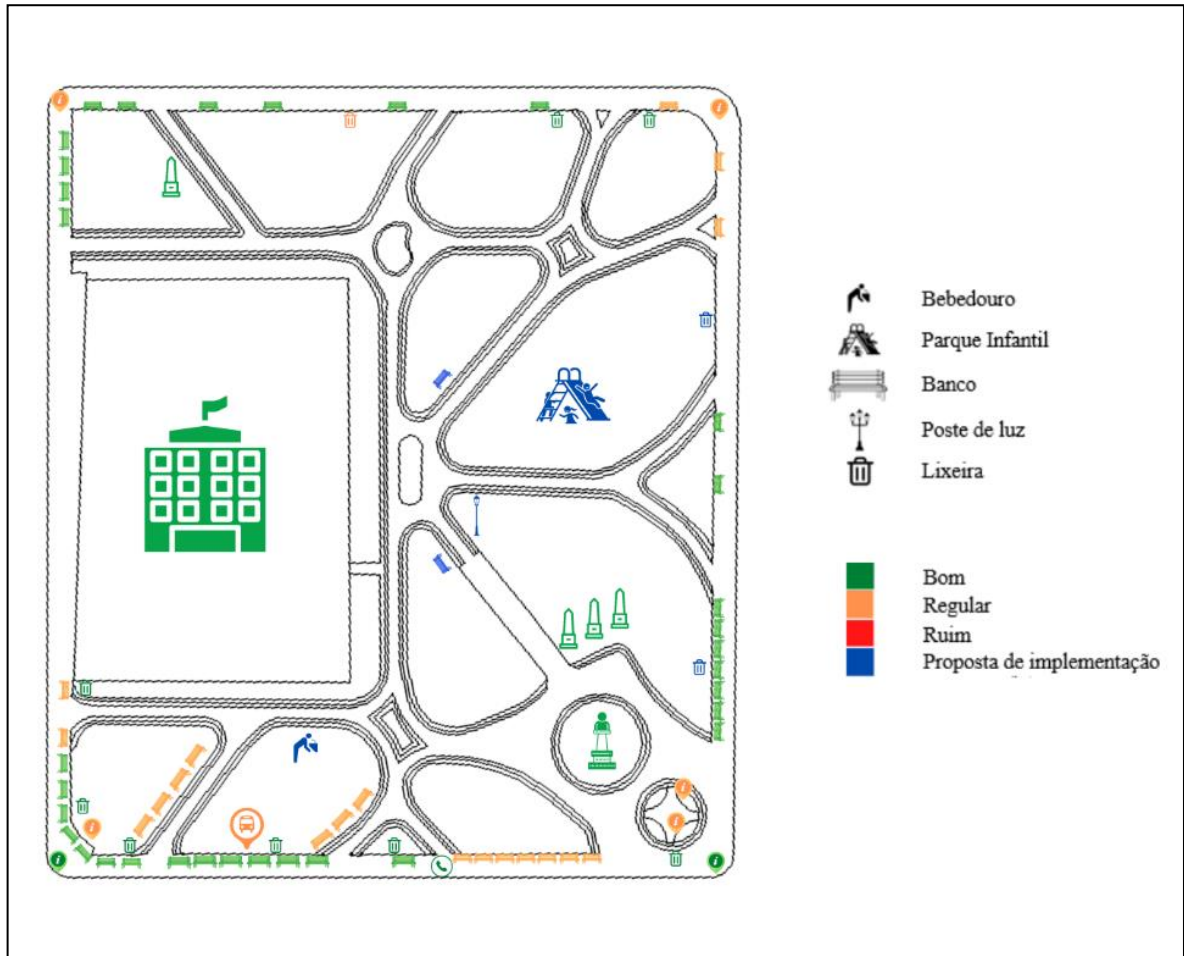 Bebedouro
Parque Infantil
Banco
Poste de luz
Lixeira
Bom
Regular
Ruim
Proposta de implementação